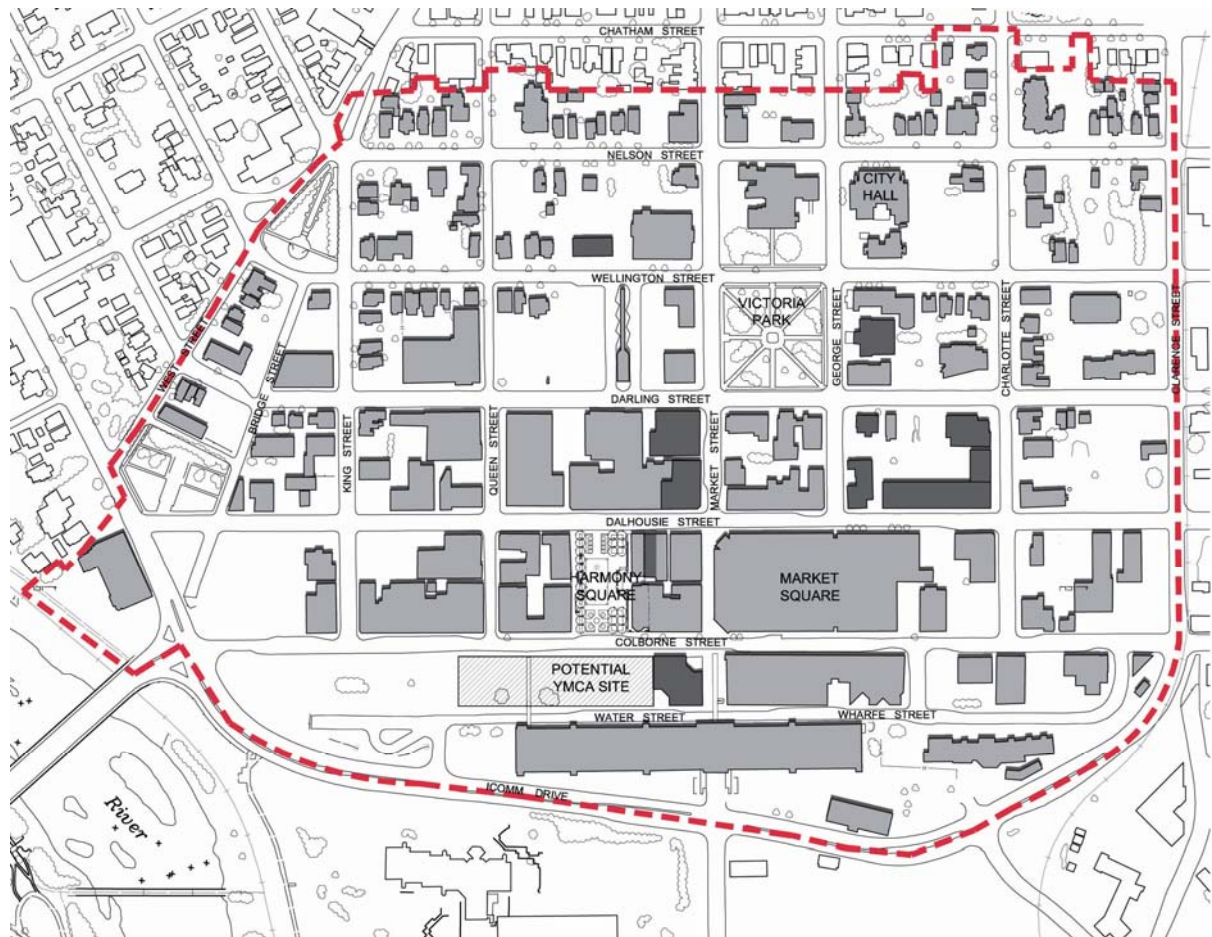 CHATHAM STREET
NELSON STREET
CITY
HALL
WELLINGTON STREET
VICTORIA
PARK
WEST STREET
BRIDGE STREET
GEORGE STREET
CHARLOTTE STREET
CLARENCE STREET
DARLING STREET
KING STREET
QUEEN STREET
MARKET STREET
DALHOUSIE STREET
HARMONY
SQUARE
MARKET
SQUARE
COLBORNE STREET
POTENTIAL
YMCA SITE
WATER STREET
WHARFE STREET
ICOMM DRIVE
River